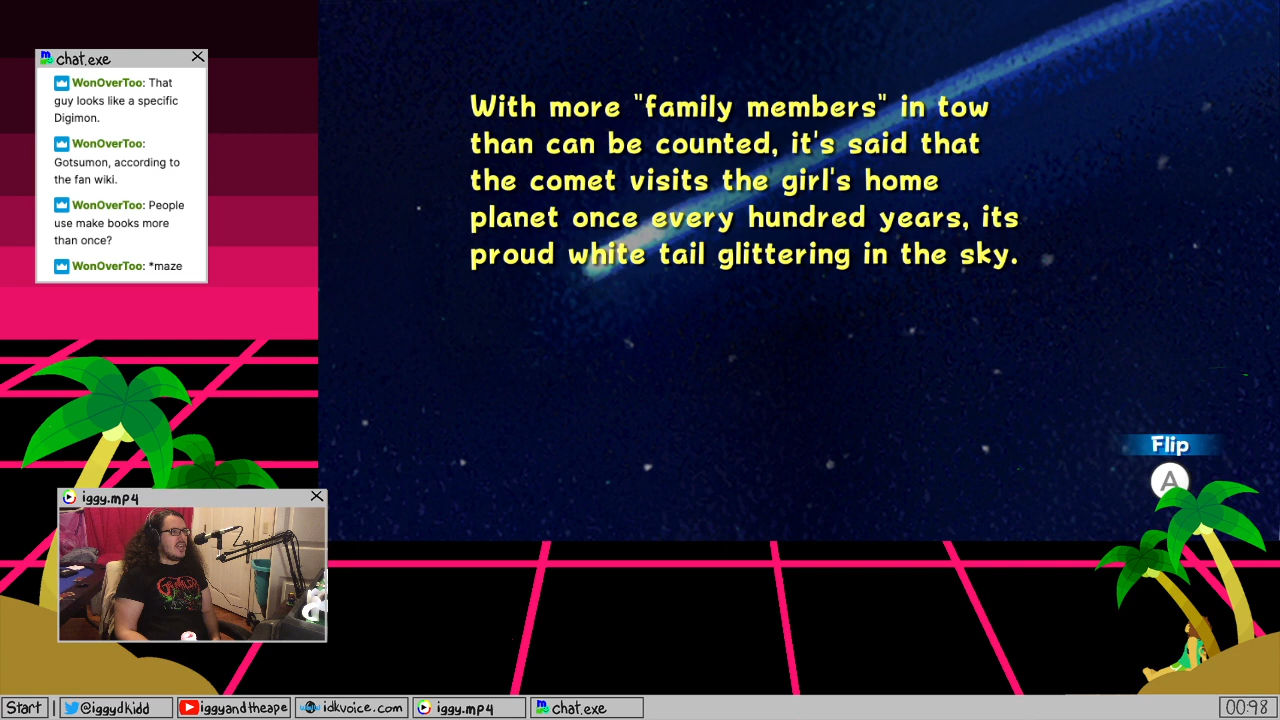 chat.exe
WonOverToo: That
guy looks like a specific
Digimon.
WonOverToo:
Gotsumon, according to
the fan wiki.
WonOverToo: People
use make books more
than once?
WonOverToo: *maze
With more "family members" in tow
than can be counted, it's said that
the comet visits the girl's home
planet once every hundred years, its
proud white tail glittering in the sky.
Flip
A
iggy.mp4
Start | @iggydkidd iggyandtheape idkvoice.com iggy.mp4 chat.exe 00:98